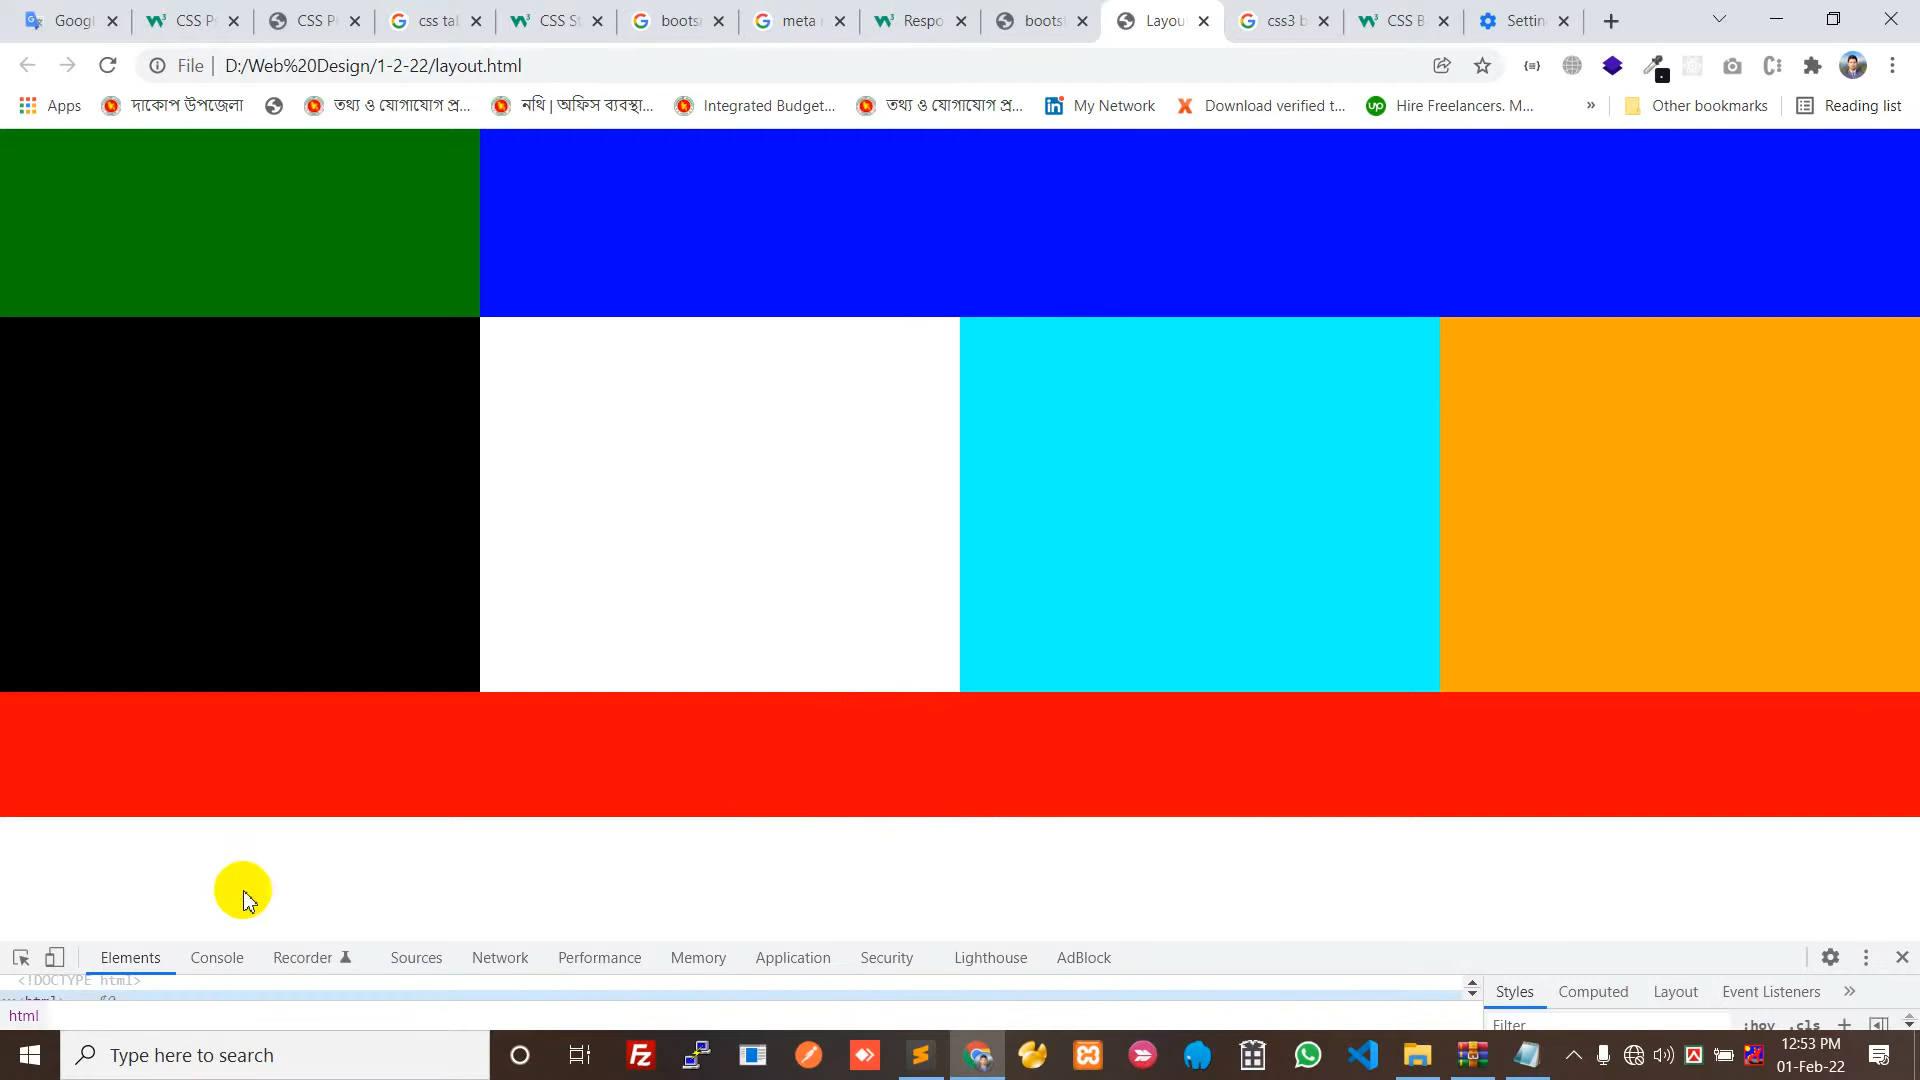 Googl CSS P CSS P css tal CSS St boots meta Respo boots Layou css3 b CSS B Settin
File D:/Web%20Design/1-2-22/layout.html
Apps দাকোপ উপজেলা তথ্য ও যোগাযোগ প্র... নথি | অফিস ব্যবস্থা... Integrated Budget... তথ্য ও যোগাযোগ প্র... My Network Download verified t... Hire Freelancers. M... » Other bookmarks Reading list
Elements Console Recorder Sources Network Performance Memory Application Security Lighthouse AdBlock
<!DOCTYPE html>
Styles Computed Layout Event Listeners »
html
Filter :hov .cls
Type here to search
12:53 PM
01-Feb-22